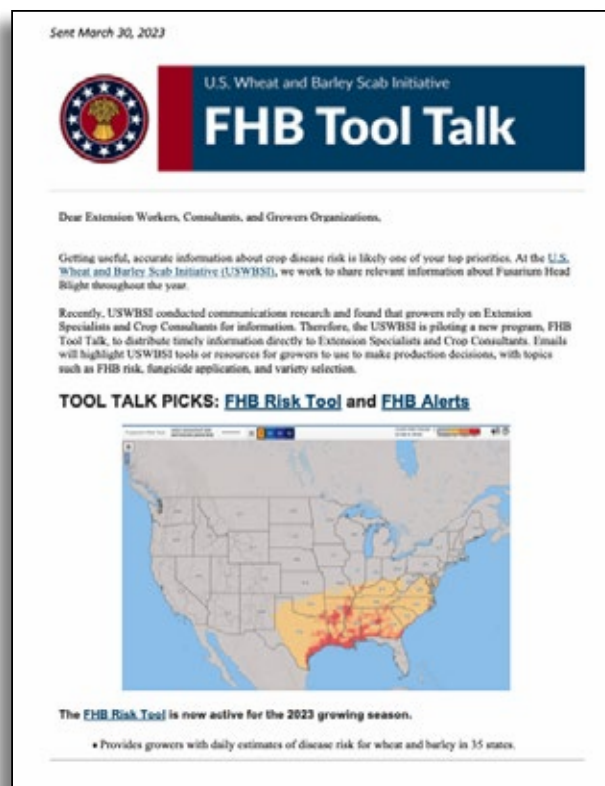 Sent March 30, 2023
U.S. Wheat and Barley Scab Initiative
FHB Tool Talk
Dear Extension Workers, Consultants, and Growers Organizations,
Getting useful, accurate information about crop disease risk is likely one of your top priorities. At the U.S.
Wheat and Barley Scab Initiative (USWBSI), we work to share relevant information about Fusarium Head
Blight throughout the year.
Recently, USWBSI conducted communications research and found that growers rely on Extension
Specialists and Crop Consultants for information. Therefore, the USWBSI is piloting a new program, FHB
Tool Talk, to distribute timely information directly to Extension Specialists and Crop Consultants. Emails
will highlight USWBSI tools or resources for growers to use to make production decisions, with topics
such as FHB risk, fungicide application, and variety selection.
TOOL TALK PICKS: FHB Risk Tool and FHB Alerts
The FHB Risk Tool is now active for the 2023 growing season.
• Provides growers with daily estimates of disease risk for wheat and barley in 35 states.